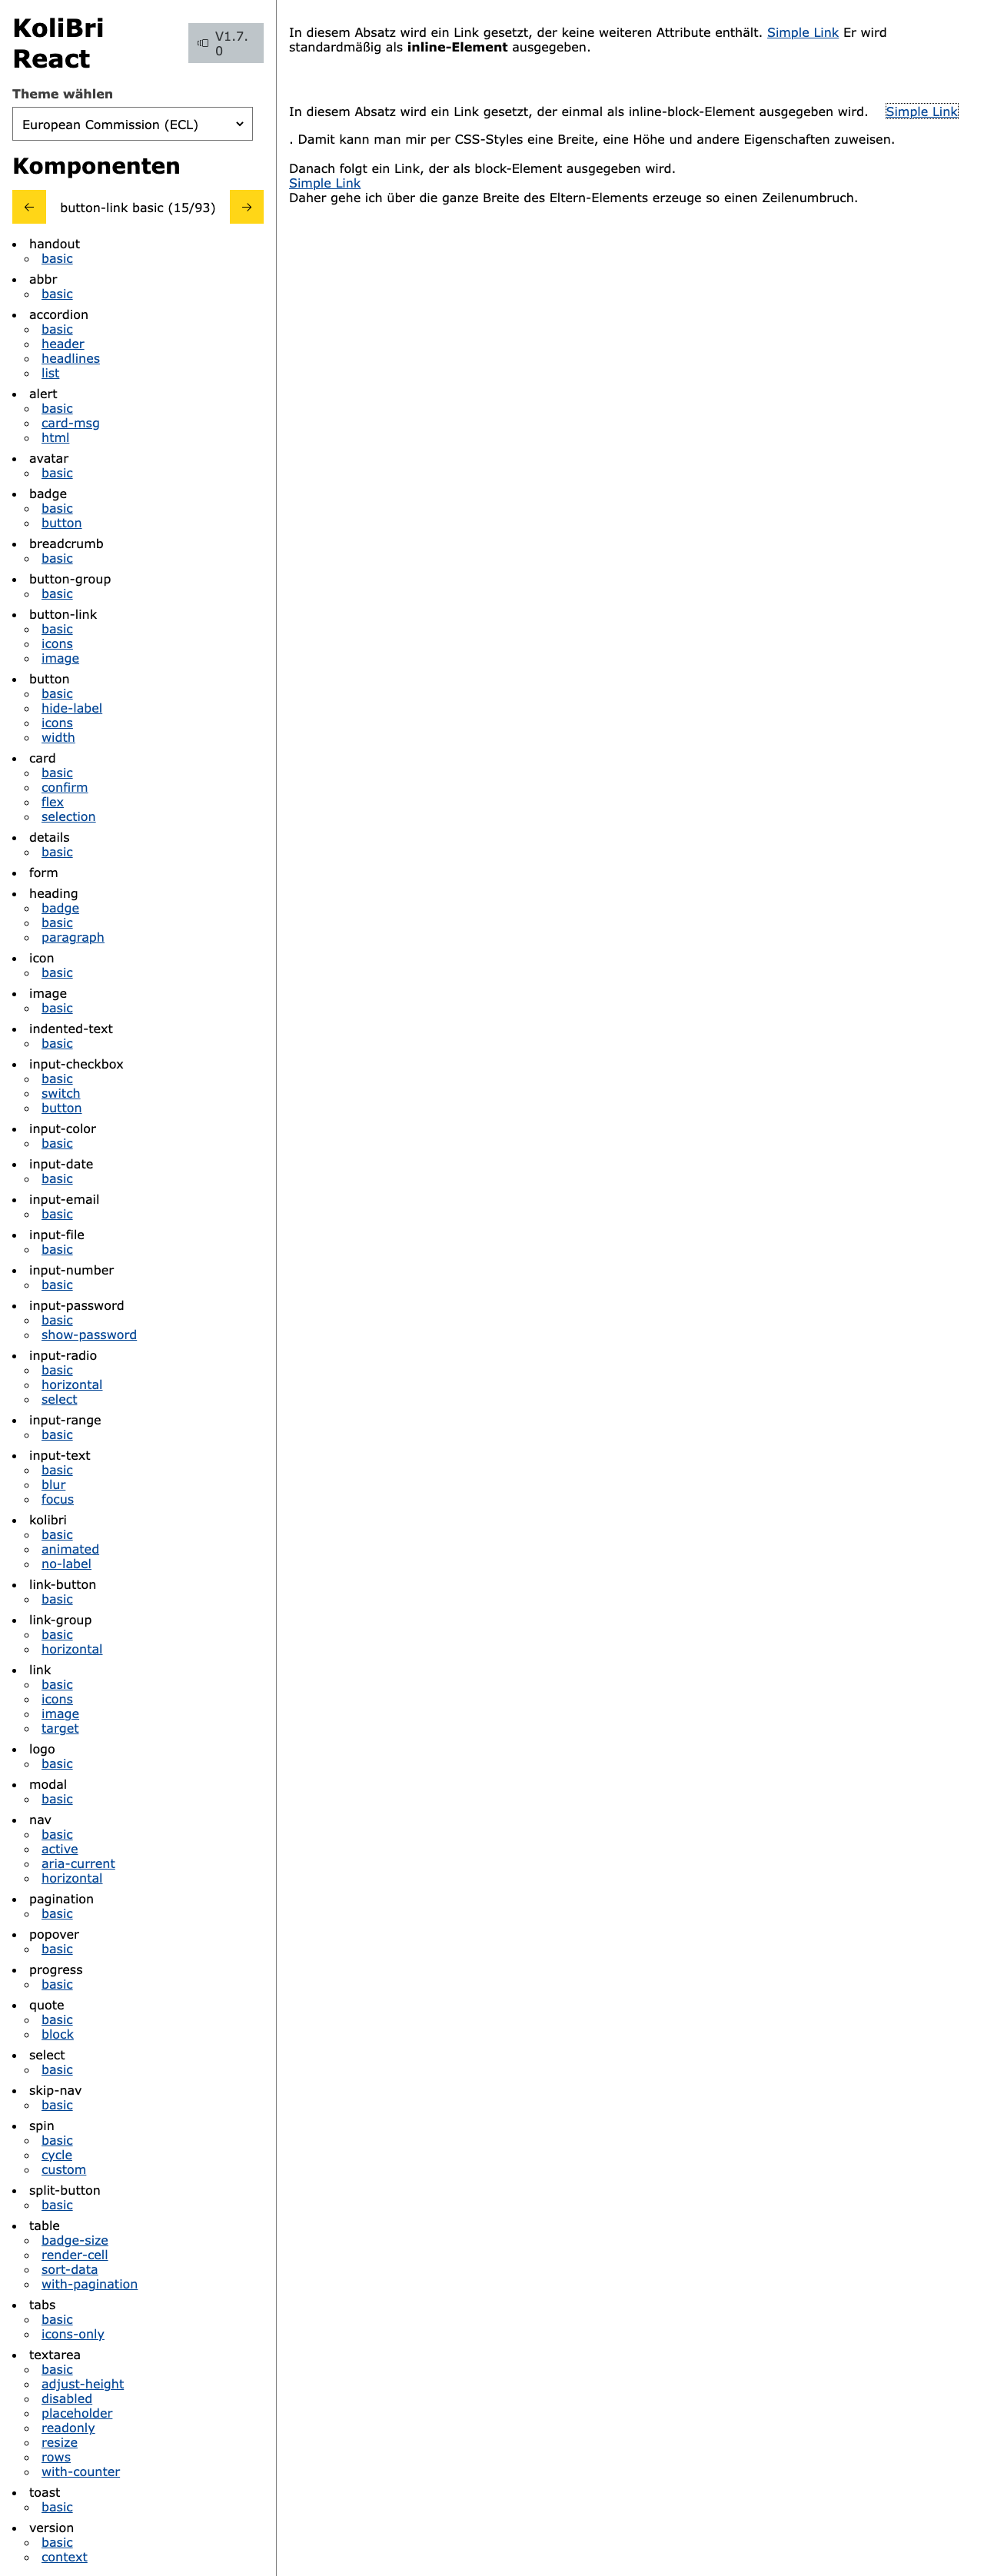 KoliBri
React
V1.7.
0
Theme wählen
European Commission (ECL)
Komponenten
button-link basic (15/93)
handout
basic
abbr
basic
accordion
basic
header
headlines
list
alert
basic
card-msg
html
avatar
basic
badge
basic
button
breadcrumb
basic
button-group
basic
button-link
basic
icons
image
button
basic
hide-label
icons
width
card
basic
confirm
flex
selection
details
basic
form
heading
badge
basic
paragraph
icon
basic
image
basic
indented-text
basic
input-checkbox
basic
switch
button
input-color
basic
input-date
basic
input-email
basic
input-file
basic
input-number
basic
input-password
basic
show-password
input-radio
basic
horizontal
select
input-range
basic
input-text
basic
blur
focus
kolibri
basic
animated
no-label
link-button
basic
link-group
basic
horizontal
link
basic
icons
image
target
logo
basic
modal
basic
nav
basic
active
aria-current
horizontal
pagination
basic
popover
basic
progress
basic
quote
basic
block
select
basic
skip-nav
basic
spin
basic
cycle
custom
split-button
basic
table
badge-size
render-cell
sort-data
with-pagination
tabs
basic
icons-only
textarea
basic
adjust-height
disabled
placeholder
readonly
resize
rows
with-counter
toast
basic
version
basic
context
In diesem Absatz wird ein Link gesetzt, der keine weiteren Attribute enthält. Simple Link Er wird
standardmäßig als inline-Element ausgegeben.
In diesem Absatz wird ein Link gesetzt, der einmal als inline-block-Element ausgegeben wird. Simple Link
. Damit kann man mir per CSS-Styles eine Breite, eine Höhe und andere Eigenschaften zuweisen.
Danach folgt ein Link, der als block-Element ausgegeben wird.
Simple Link
Daher gehe ich über die ganze Breite des Eltern-Elements erzeuge so einen Zeilenumbruch.